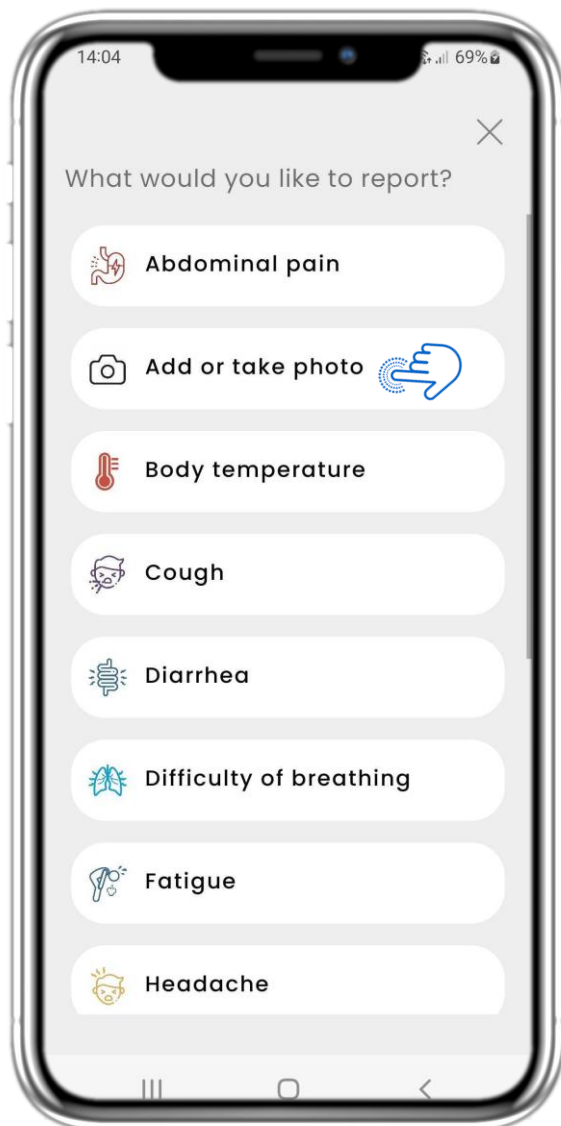 14:04
69%
What would you like to report?
Abdominal pain
Add or take photo
Body temperature
Cough
Diarrhea
Difficulty of breathing
Fatigue
Headache